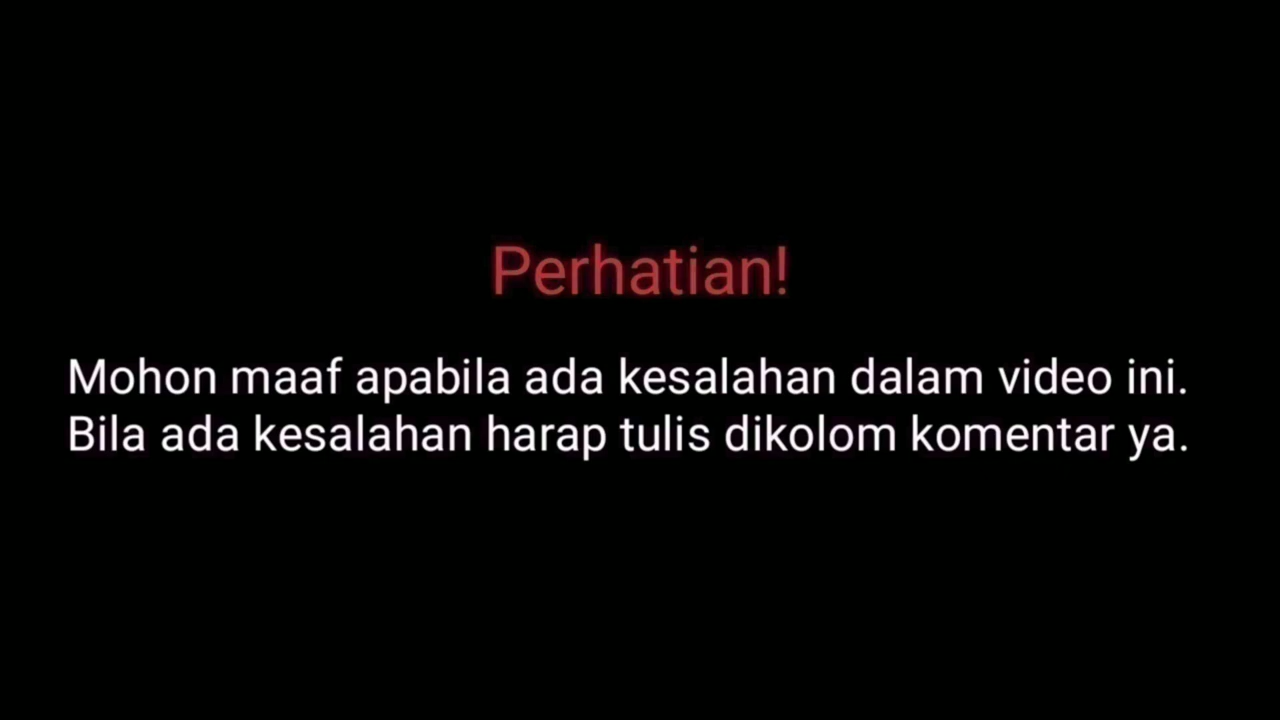 Perhatian!
Mohon maaf apabila ada kesalahan dalam video ini.
Bila ada kesalahan harap tulis dikolom komentar ya.